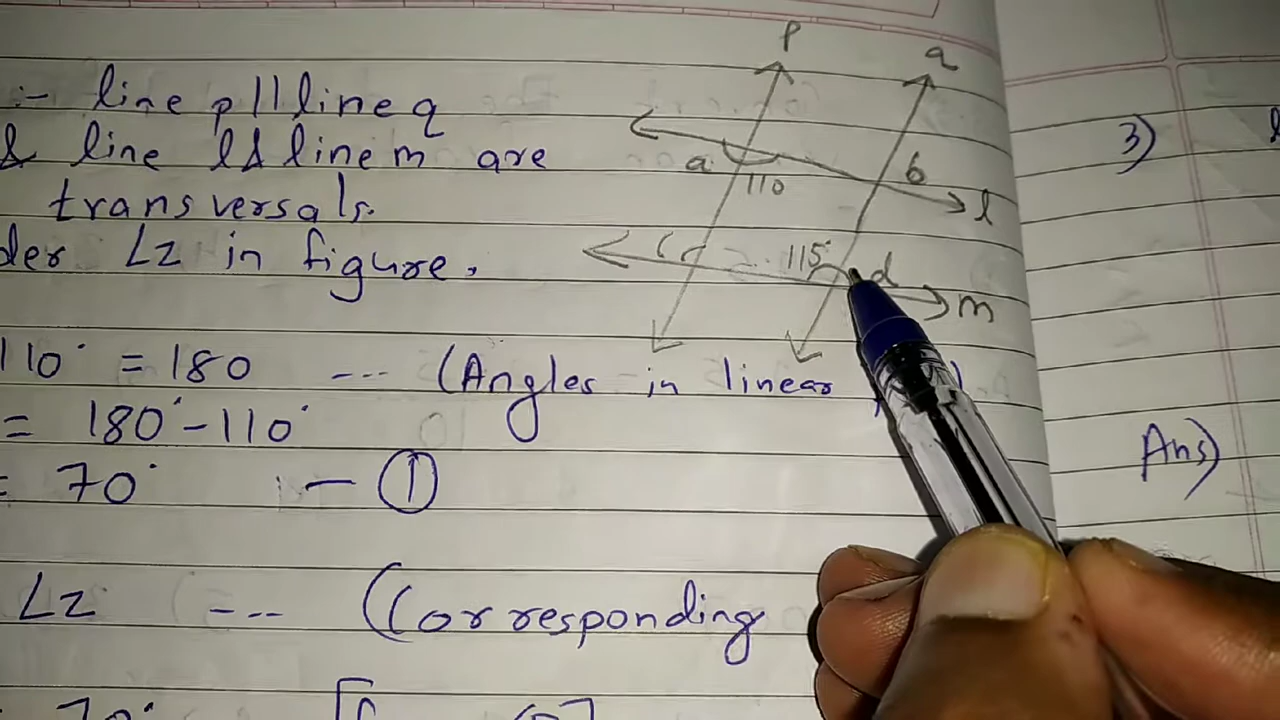 :- line p || line q
& line l & line m are
transversals.
der ∠z in figure.
110° = 180 --- (Angles in linear )
= 180° - 110°
= 70° — ①
∠z --- (Corresponding
70°
p
q
a
110
b
l
c
115°
d
m
3)
Ans)